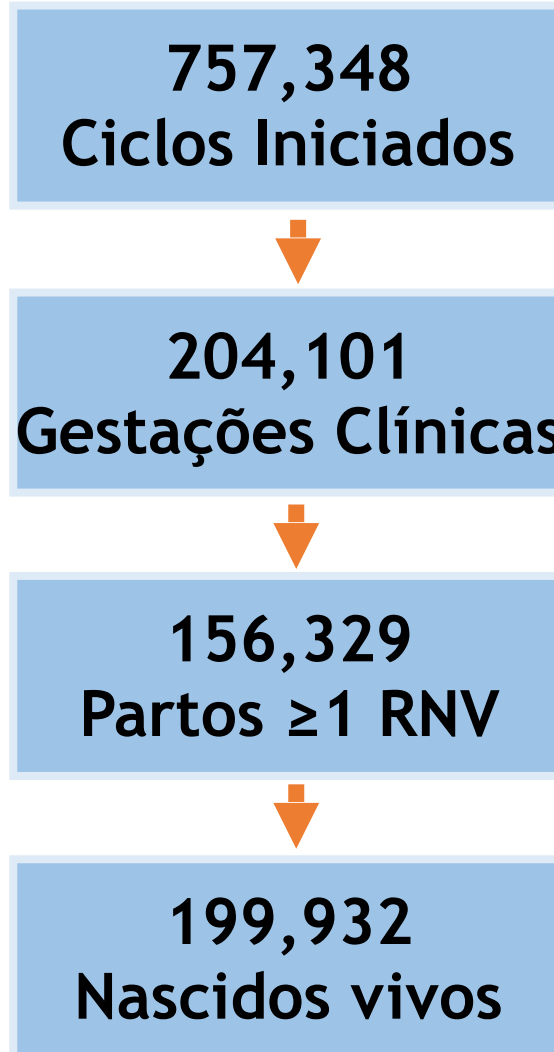 757,348
Ciclos Iniciados
204,101
Gestações Clínicas
156,329
Partos ≥1 RNV
199,932
Nascidos vivos